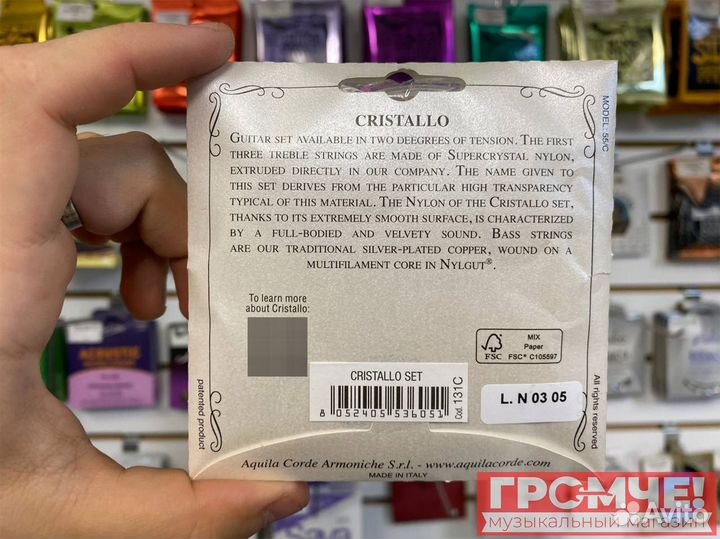 CRISTALLO
GUITAR SET AVAILABLE IN TWO DEEGREES OF TENSION. THE FIRST
THREE TREBLE STRINGS ARE MADE OF SUPERCRYSTAL NYLON,
EXTRUDED DIRECTLY IN OUR COMPANY. THE NAME GIVEN TO
THIS SET DERIVES FROM THE PARTICULAR HIGH TRANSPARENCY
TYPICAL OF THIS MATERIAL. THE NYLON OF THE CRISTALLO SET,
THANKS TO ITS EXTREMELY SMOOTH SURFACE, IS CHARACTERIZED
BY A FULL-BODIED AND VELVETY SOUND. BASS STRINGS
ARE OUR TRADITIONAL SILVER-PLATED COPPER, WOUND ON A
MULTIFILAMENT CORE IN NYLGUT®.
MODEL: 55/C
To learn more
about Cristallo:
FSC
MIX
Paper
FSC® C105597
CRISTALLO SET
8 052405 536051
Cod. 131C
L. N 03 05
patented product
All rights reserved
Aquila Corde Armoniche S.r.l. - www.aquilacorde.com
MADE IN ITALY
ACOUSTIC
ГРОМЧЕ!
МУЗЫКАЛЬНЫЙ МАГАЗИН
Avito